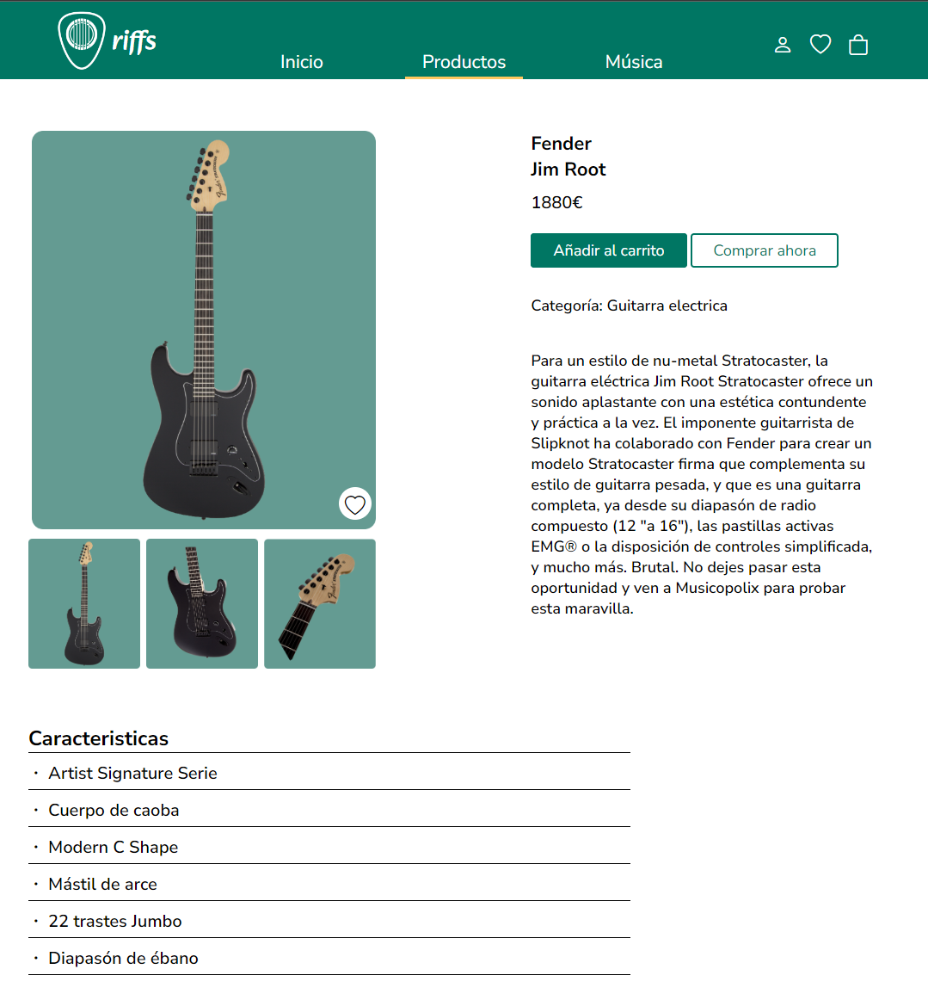 riffs
Inicio
Productos
Música
Fender
Jim Root
1880€
Añadir al carrito
Comprar ahora
Categoría: Guitarra electrica
Para un estilo de nu-metal Stratocaster, la
guitarra eléctrica Jim Root Stratocaster ofrece un
sonido aplastante con una estética contundente
y práctica a la vez. El imponente guitarrista de
Slipknot ha colaborado con Fender para crear un
modelo Stratocaster firma que complementa su
estilo de guitarra pesada, y que es una guitarra
completa, ya desde su diapasón de radio
compuesto (12 "a 16"), las pastillas activas
EMG® o la disposición de controles simplificada,
y mucho más. Brutal. No dejes pasar esta
oportunidad y ven a Musicopolix para probar
esta maravilla.
Caracteristicas
· Artist Signature Serie
· Cuerpo de caoba
· Modern C Shape
· Mástil de arce
· 22 trastes Jumbo
· Diapasón de ébano